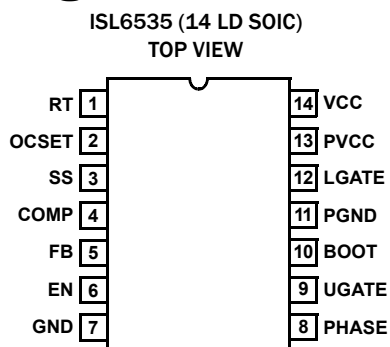 ISL6535 (14 LD SOIC)
TOP VIEW
RT 1 14 VCC
OCSET 2 13 PVCC
SS 3 12 LGATE
COMP 4 11 PGND
FB 5 10 BOOT
EN 6 9 UGATE
GND 7 8 PHASE